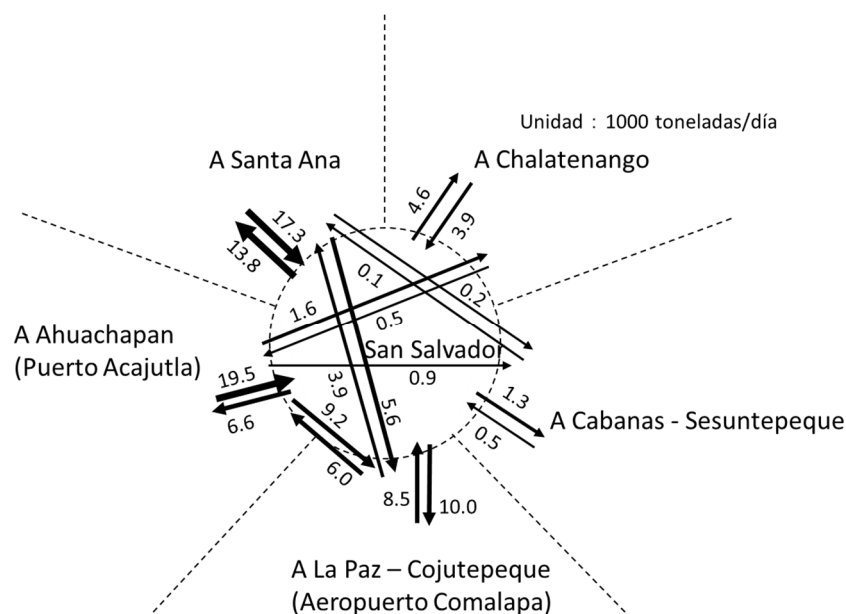 Unidad : 1000 toneladas/día
A Santa Ana
A Chalatenango
4.6
3.9
17.3
13.8
0.1
0.2
1.6
0.5
A Ahuachapan
(Puerto Acajutla)
San Salvador
0.9
19.5
6.6
3.9
5.6
9.2
6.0
1.3
0.5
A Cabanas - Sesuntepeque
8.5
10.0
A La Paz – Cojutepeque
(Aeropuerto Comalapa)